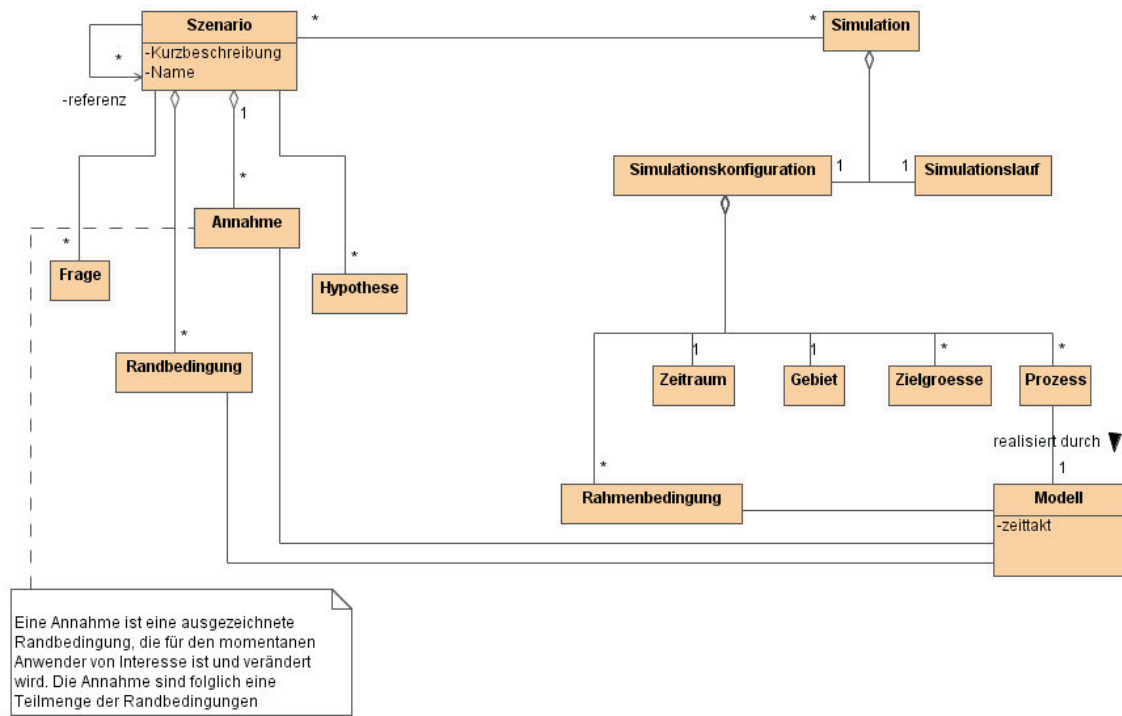 Szenario
-Kurzbeschreibung
-Name
*
-referenz
*
*
Simulation
1
*
*
*
*
Annahme
Frage
Hypothese
Randbedingung
Simulationskonfiguration
1
1
Simulationslauf
*
1
1
*
*
Zeitraum
Gebiet
Zielgroesse
Prozess
realisiert durch
1
Rahmenbedingung
Modell
-zeittakt
Eine Annahme ist eine ausgezeichnete
Randbedingung, die für den momentanen
Anwender von Interesse ist und verändert
wird. Die Annahme sind folglich eine
Teilmenge der Randbedingungen